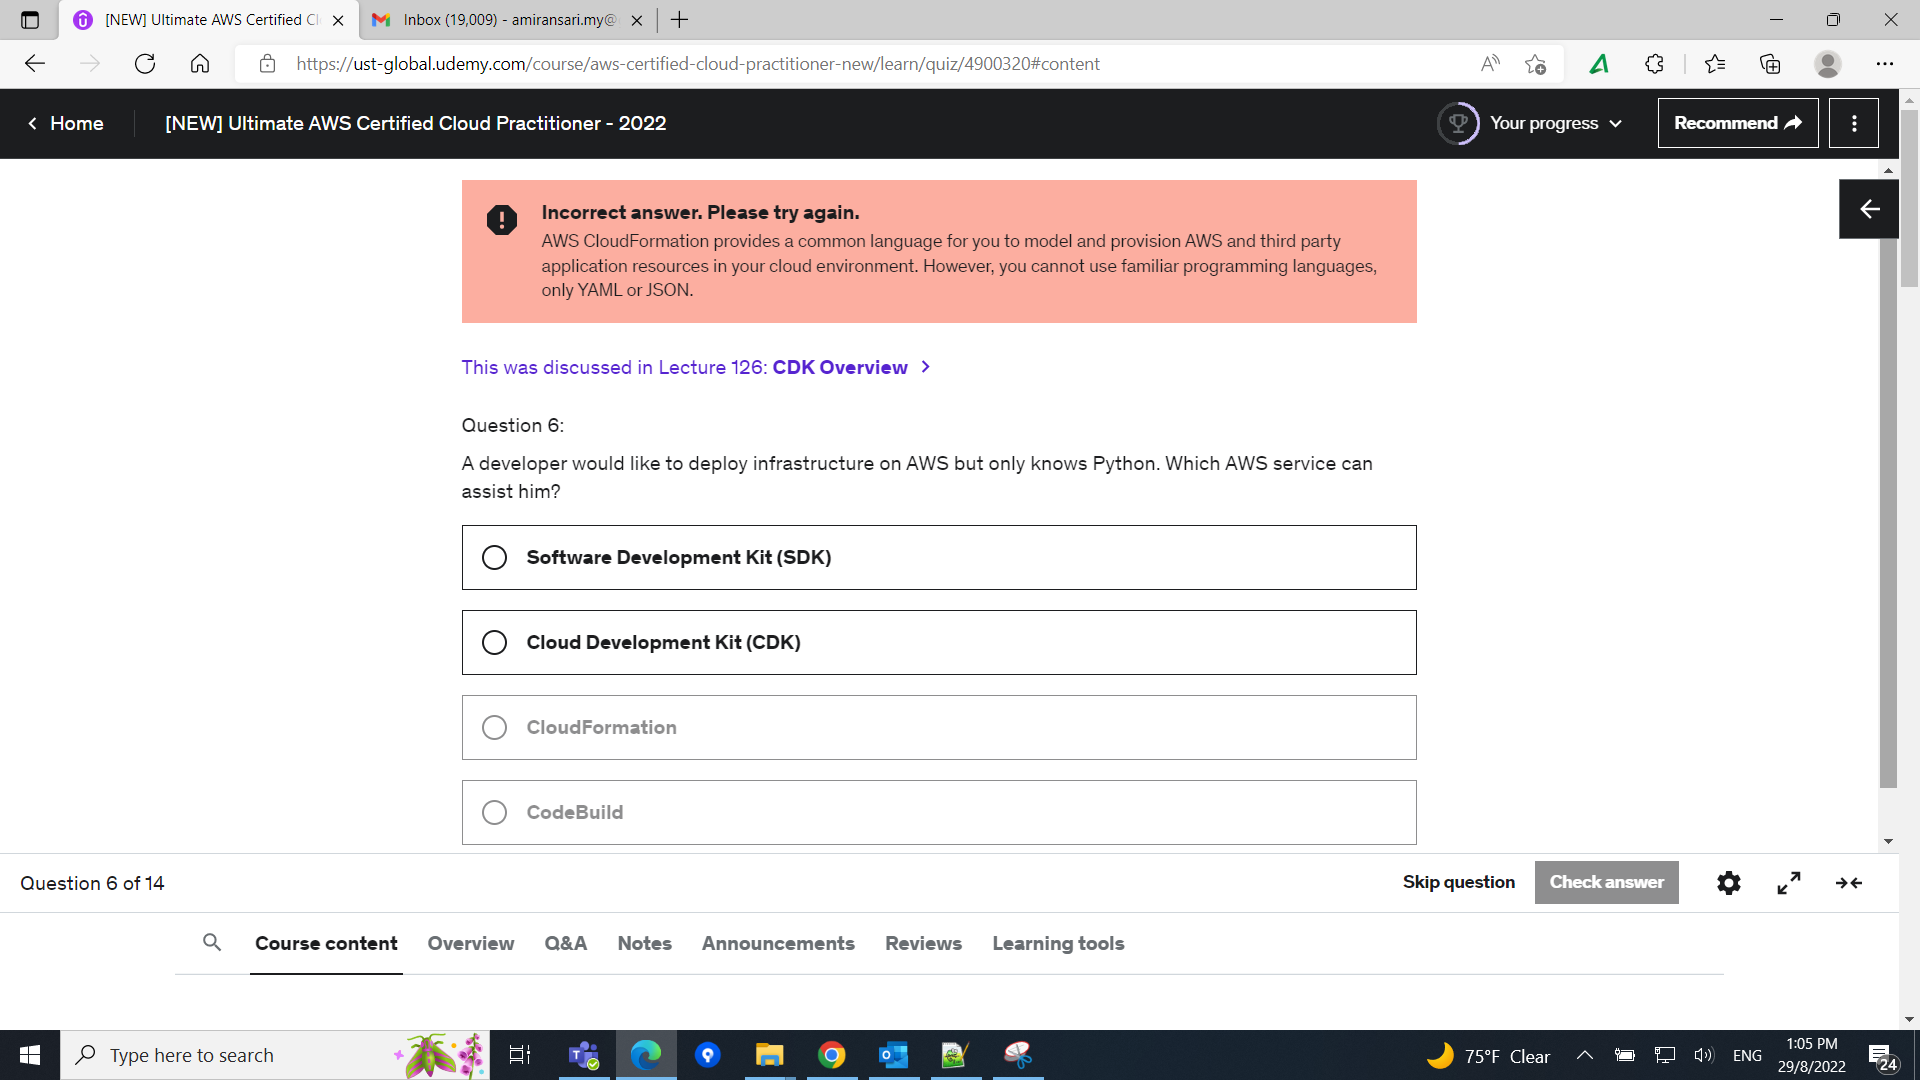 [NEW] Ultimate AWS Certified Cl
Inbox (19,009) - amiransari.my@
https://ust-global.udemy.com/course/aws-certified-cloud-practitioner-new/learn/quiz/4900320#content
Home
[NEW] Ultimate AWS Certified Cloud Practitioner - 2022
Your progress
Recommend
Incorrect answer. Please try again.
AWS CloudFormation provides a common language for you to model and provision AWS and third party
application resources in your cloud environment. However, you cannot use familiar programming languages,
only YAML or JSON.
This was discussed in Lecture 126: CDK Overview
Question 6:
A developer would like to deploy infrastructure on AWS but only knows Python. Which AWS service can
assist him?
Software Development Kit (SDK)
Cloud Development Kit (CDK)
CloudFormation
CodeBuild
Question 6 of 14
Skip question
Check answer
Course content
Overview
Q&A
Notes
Announcements
Reviews
Learning tools
Type here to search
75°F Clear
ENG
1:05 PM
29/8/2022
24